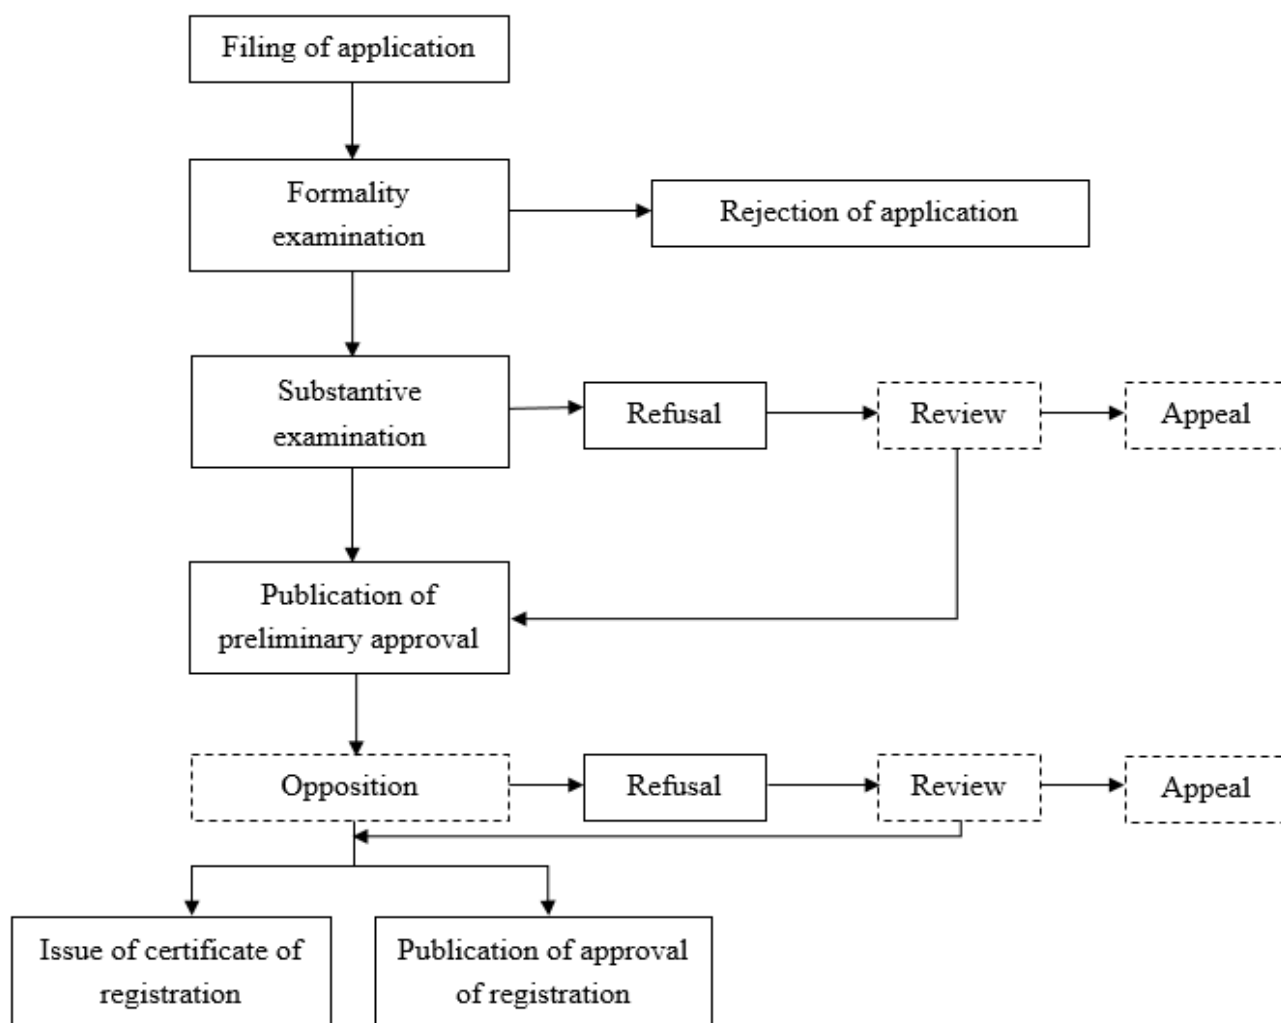 Filing of application
Formality
examination
Rejection of application
Substantive
examination
Refusal
Review
Appeal
Publication of
preliminary approval
Opposition
Refusal
Review
Appeal
Issue of certificate of
registration
Publication of approval
of registration